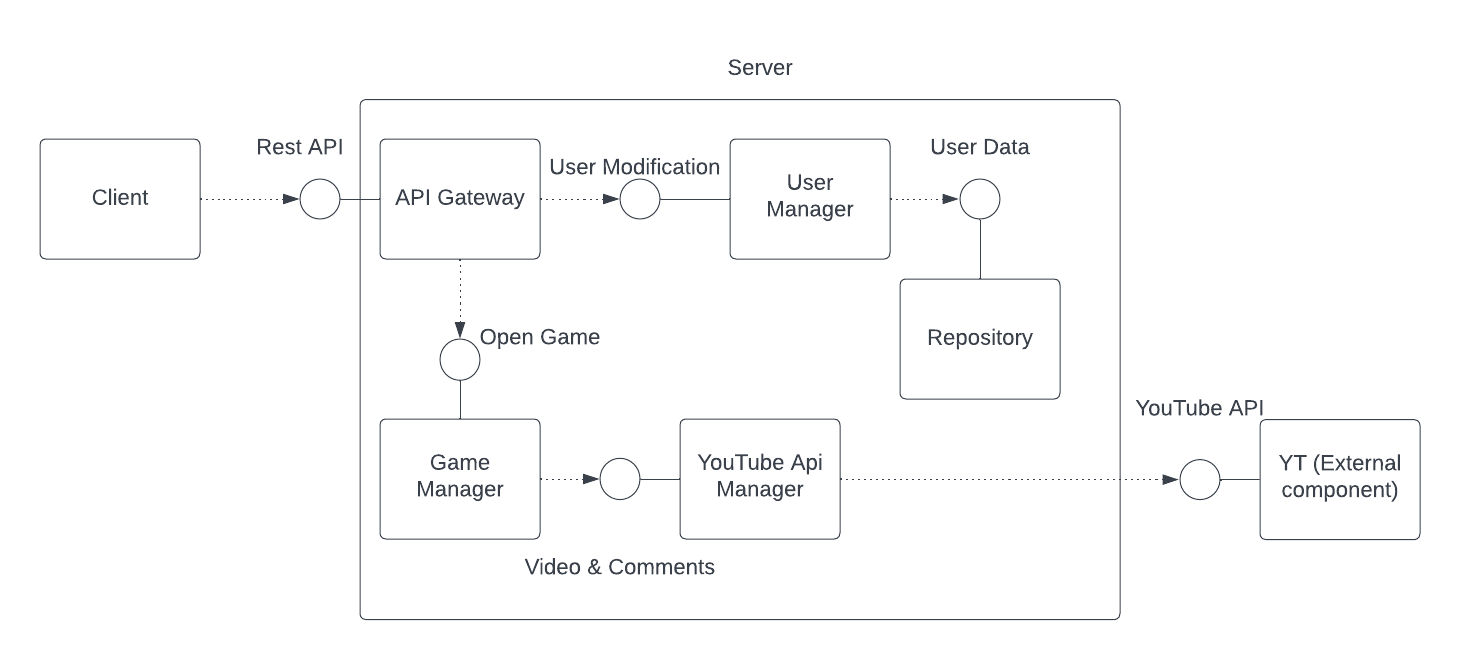 Server
Rest API
User Data
User Modification
Client
API Gateway
User
Manager
Open Game
Repository
YouTube API
Game
Manager
YouTube Api
Manager
YT (External
component)
Video & Comments